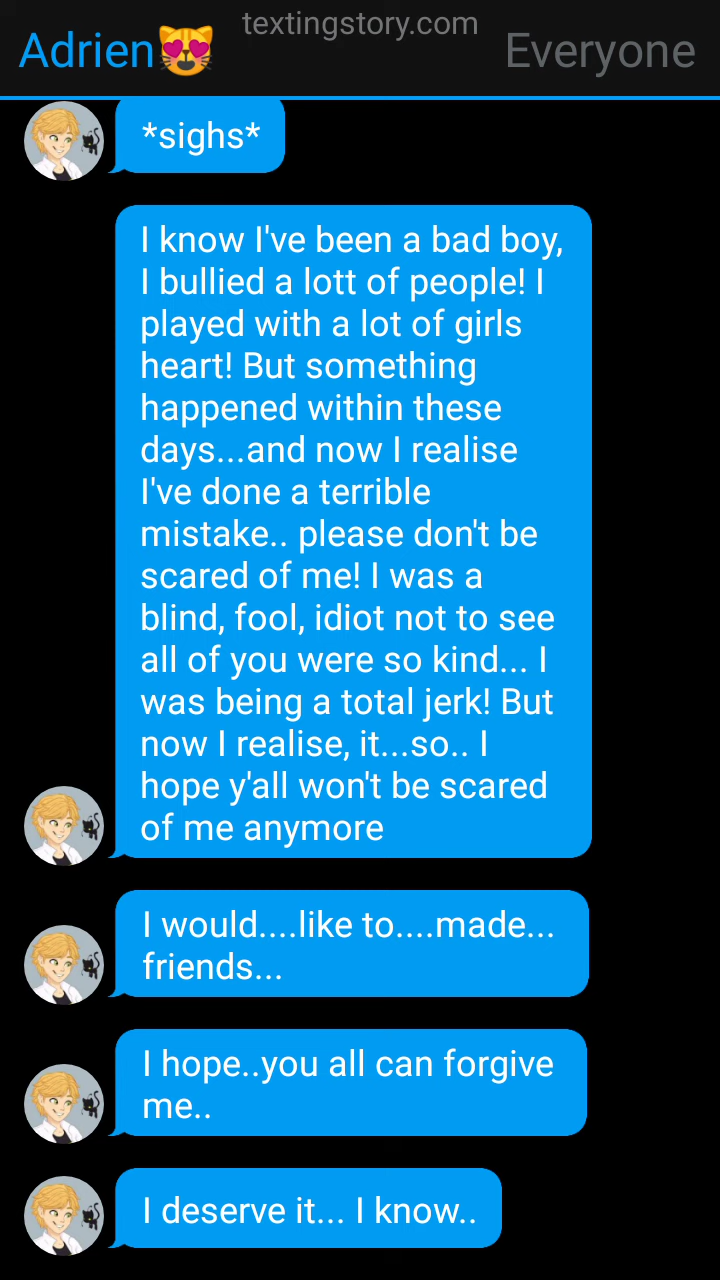 textingstory.com
Adrien😻
Everyone
*sighs*
I know I've been a bad boy,
I bullied a lott of people! I
played with a lot of girls
heart! But something
happened within these
days...and now I realise
I've done a terrible
mistake.. please don't be
scared of me! I was a
blind, fool, idiot not to see
all of you were so kind... I
was being a total jerk! But
now I realise, it...so.. I
hope y'all won't be scared
of me anymore
I would....like to....made...
friends...
I hope..you all can forgive
me..
I deserve it... I know..